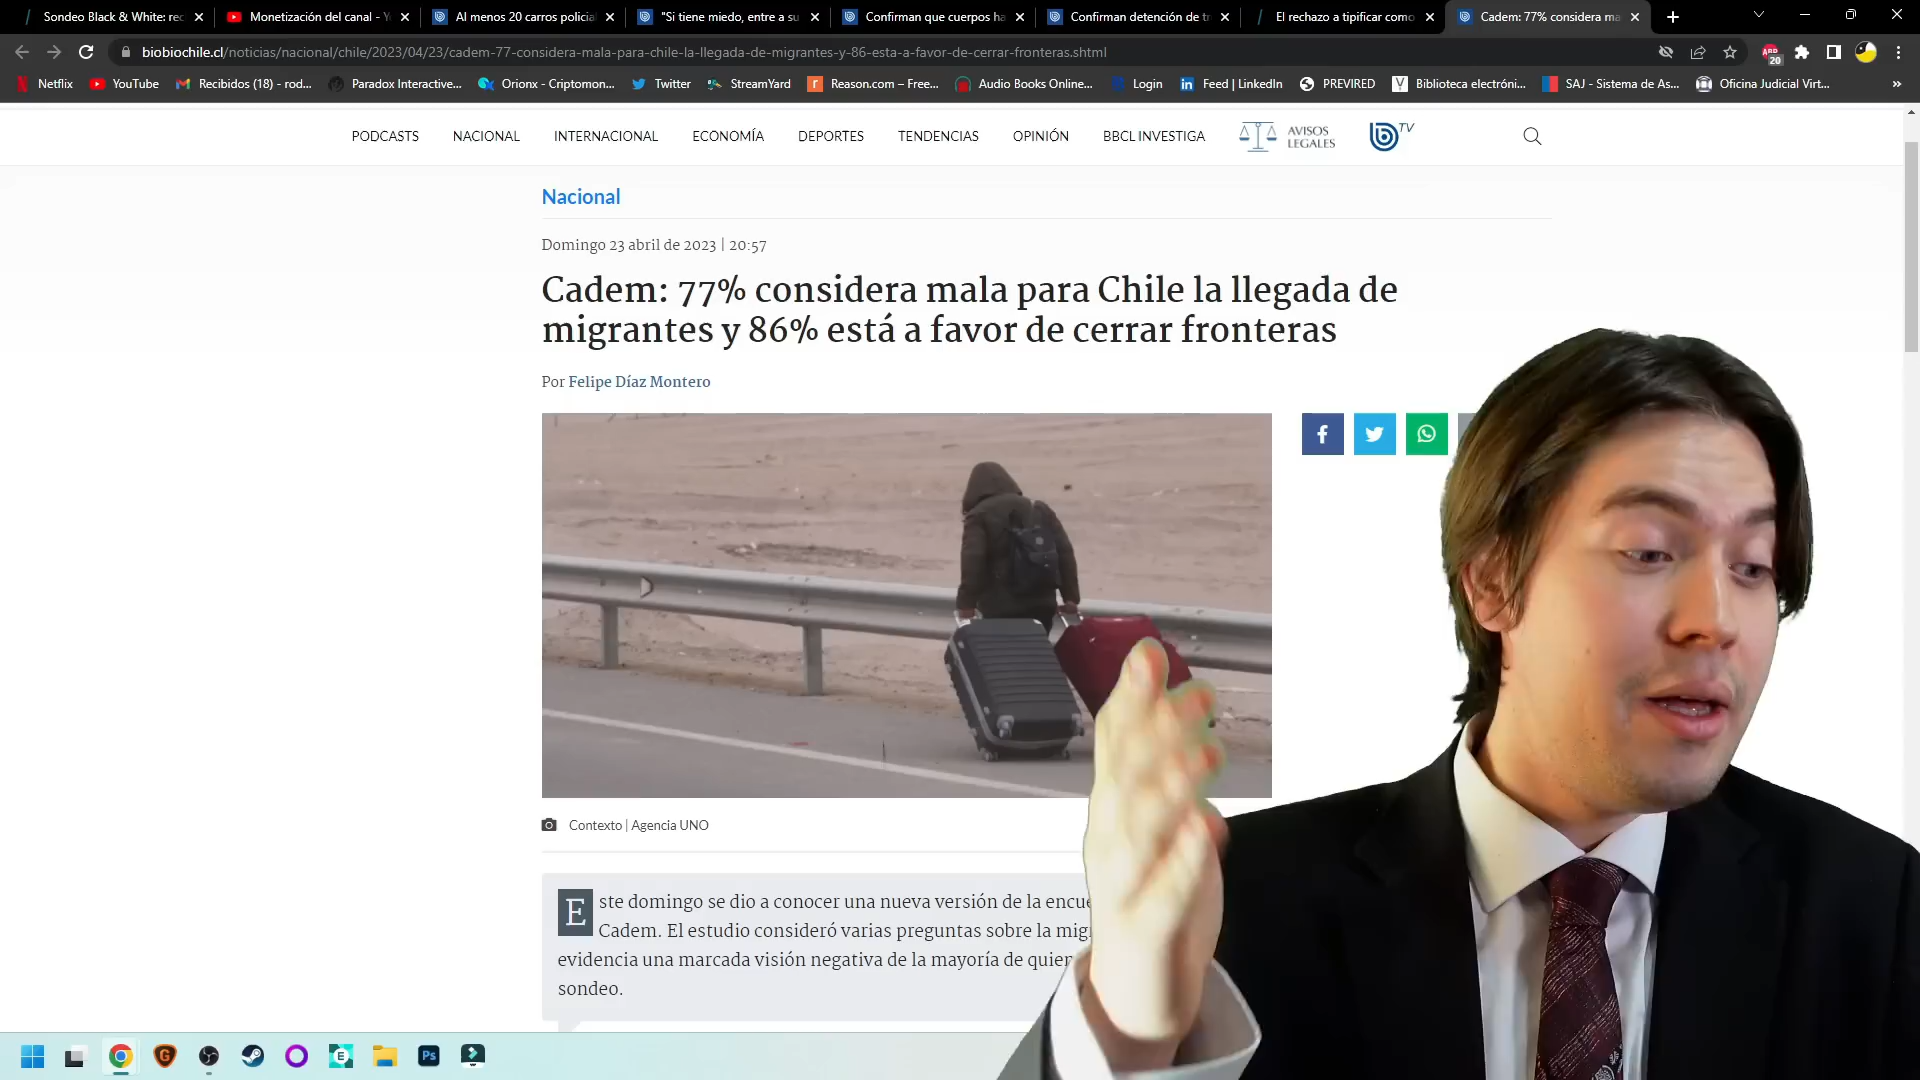 Sondeo Black & White: rec
Monetización del canal - Y
Al menos 20 carros policial
"Si tiene miedo, entre a su
Confirman que cuerpos ha
Confirman detención de tr
El rechazo a tipificar como
Cadem: 77% considera ma
biobiochile.cl/noticias/nacional/chile/2023/04/23/cadem-77-considera-mala-para-chile-la-llegada-de-migrantes-y-86-esta-a-favor-de-cerrar-fronteras.shtml
20
Netflix
YouTube
Recibidos (18) - rod...
Paradox Interactive...
Orionx - Criptomon...
Twitter
StreamYard
Reason.com – Free...
Audio Books Online...
Login
Feed | LinkedIn
PREVIRED
Biblioteca electróni...
SAJ - Sistema de As...
Oficina Judicial Virt...
»
PODCASTS
NACIONAL
INTERNACIONAL
ECONOMÍA
DEPORTES
TENDENCIAS
OPINIÓN
BBCL INVESTIGA
AVISOS
LEGALES
TV
Nacional
Domingo 23 abril de 2023 | 20:57
Cadem: 77% considera mala para Chile la llegada de
migrantes y 86% está a favor de cerrar fronteras
Por Felipe Díaz Montero
Contexto | Agencia UNO
Este domingo se dio a conocer una nueva versión de la encue
Cadem. El estudio consideró varias preguntas sobre la mig
evidencia una marcada visión negativa de la mayoría de quien
sondeo.
Ps